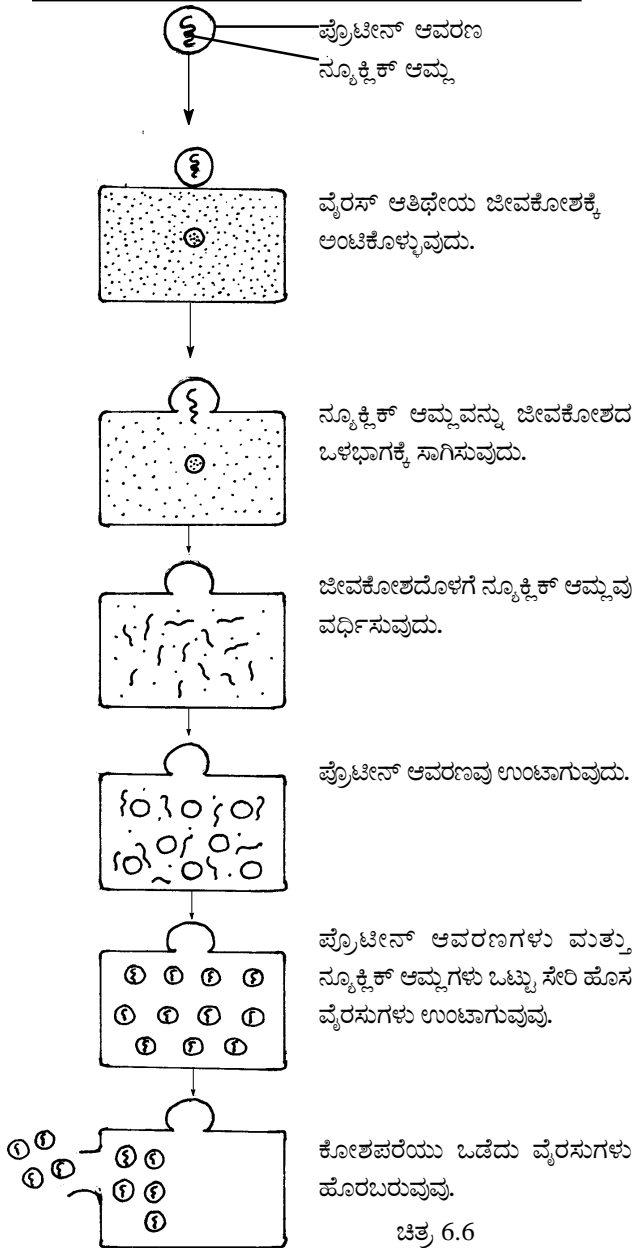 ಪ್ರೊಟೀನ್ ಆವರಣ
ನ್ಯೂಕ್ಲಿಕ್ ಆಮ್ಲ
ವೈರಸ್ ಆತಿಥೇಯ ಜೀವಕೋಶಕ್ಕೆ
ಅಂಟಿಕೊಳ್ಳುವುದು.
ನ್ಯೂಕ್ಲಿಕ್ ಆಮ್ಲವನ್ನು ಜೀವಕೋಶದ
ಒಳಭಾಗಕ್ಕೆ ಸಾಗಿಸುವುದು.
ಜೀವಕೋಶದೊಳಗೆ ನ್ಯೂಕ್ಲಿಕ್ ಆಮ್ಲವು
ವರ್ಧಿಸುವುದು.
ಪ್ರೊಟೀನ್ ಆವರಣವು ಉಂಟಾಗುವುದು.
ಪ್ರೊಟೀನ್ ಆವರಣಗಳು ಮತ್ತು
ನ್ಯೂಕ್ಲಿಕ್ ಆಮ್ಲಗಳು ಒಟ್ಟು ಸೇರಿ ಹೊಸ
ವೈರಸುಗಳು ಉಂಟಾಗುವುವು.
ಕೋಶಪರೆಯು ಒಡೆದು ವೈರಸುಗಳು
ಹೊರಬರುವುವು.
ಚಿತ್ರ 6.6